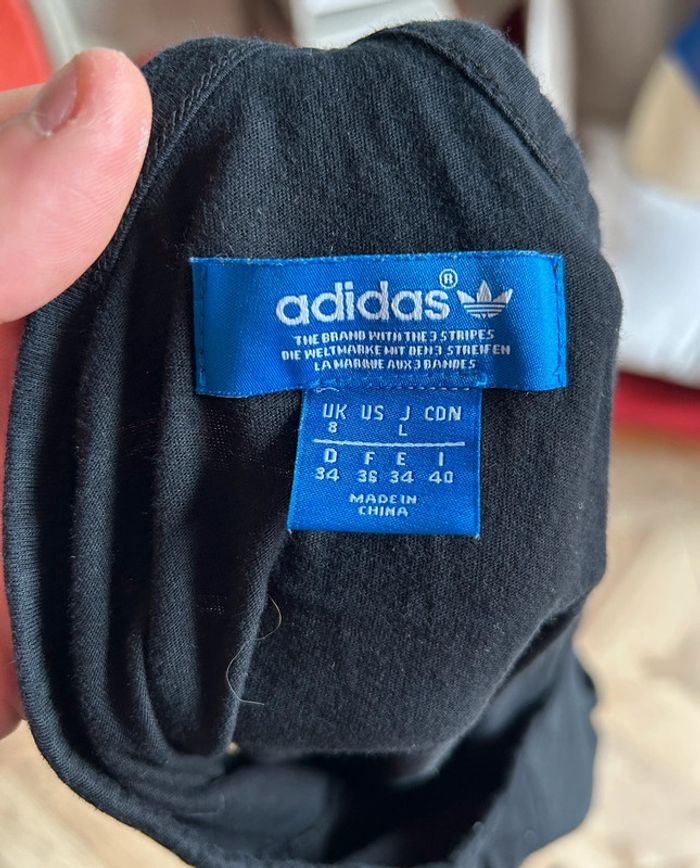 adidas®
THE BRAND WITH THE 3 STRIPES
DIE WELTMARKE MIT DEN 3 STREIFEN
LA MARQUE AUX 3 BANDES
UK US J CDN
8 L
D F E I
34 36 34 40
MADE IN
CHINA